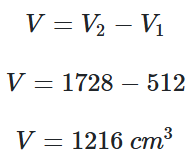 V = V₂ − V₁
V = 1728 − 512
V = 1216 cm³